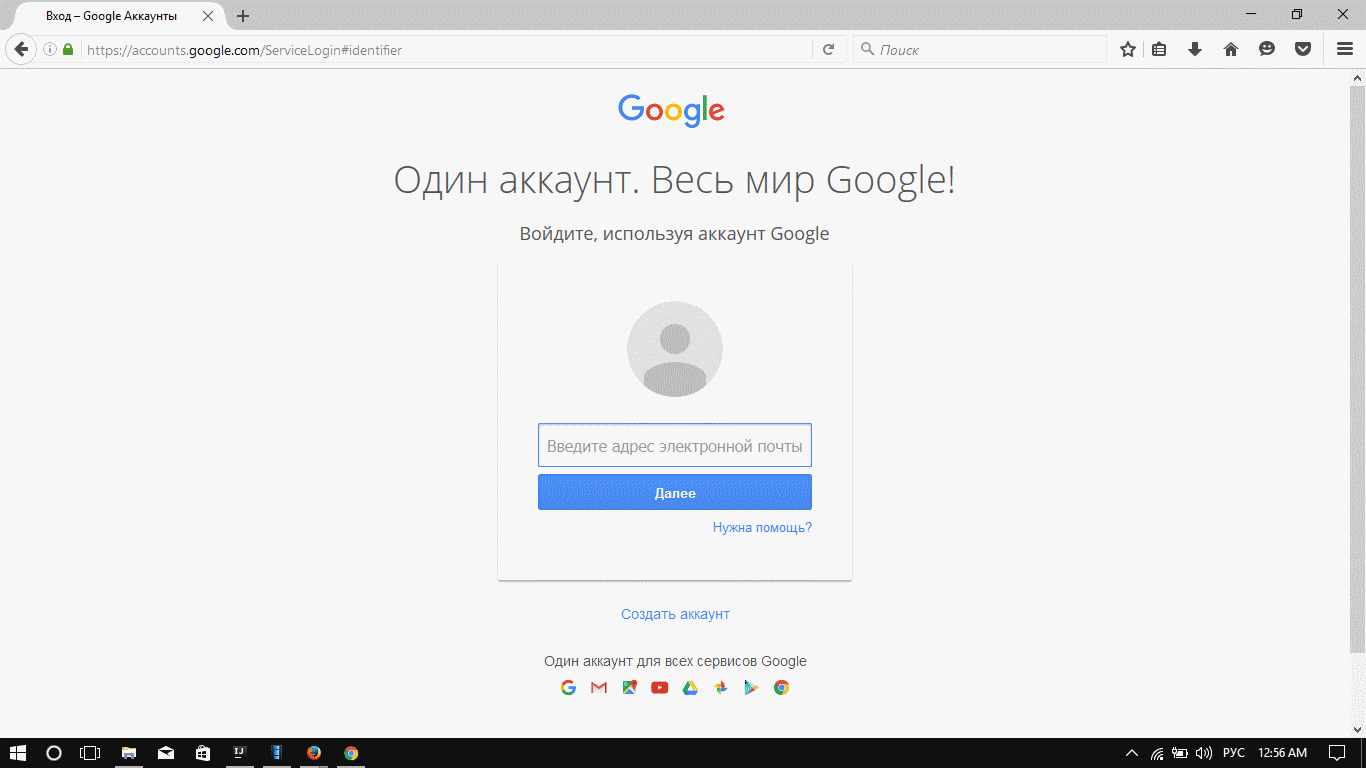 Вход – Google Аккаунты
https://accounts.google.com/ServiceLogin#identifier
Поиск
Google
Один аккаунт. Весь мир Google!
Войдите, используя аккаунт Google
Введите адрес электронной почты
Далее
Нужна помощь?
Создать аккаунт
Один аккаунт для всех сервисов Google
IJ
РУС
12:56 AM